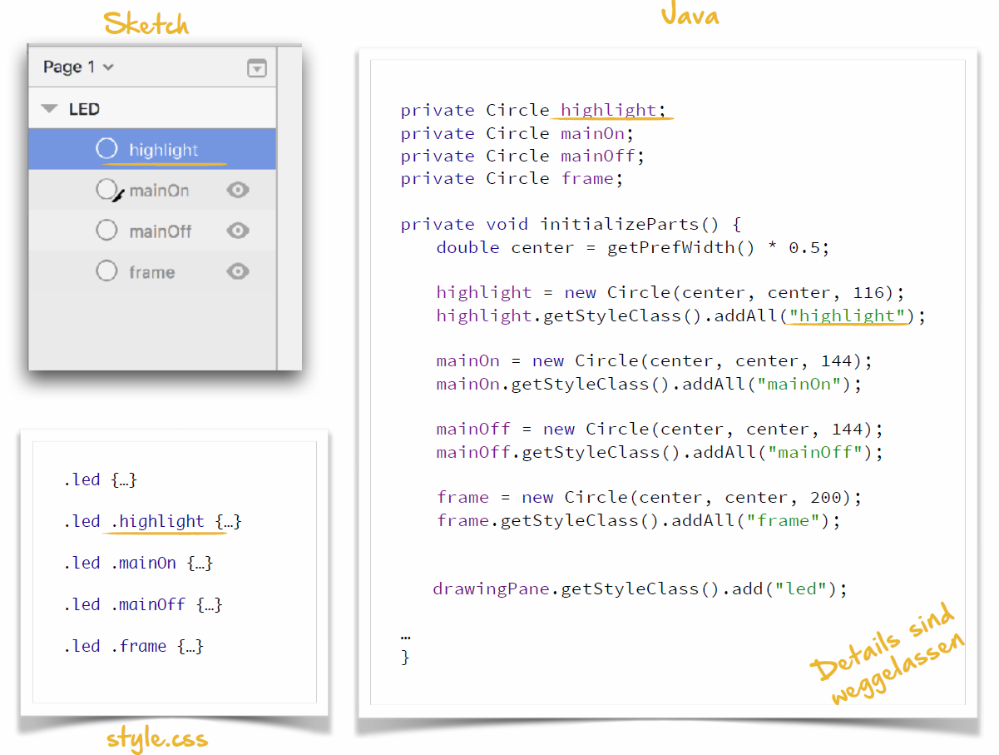 Sketch
Page 1
LED
highlight
mainOn
mainOff
frame
.led {…}
.led .highlight {…}
.led .mainOn {…}
.led .mainOff {…}
.led .frame {…}
style.css
Java
private Circle highlight;
private Circle mainOn;
private Circle mainOff;
private Circle frame;
private void initializeParts() {
double center = getPrefWidth() * 0.5;
highlight = new Circle(center, center, 116);
highlight.getStyleClass().addAll("highlight");
mainOn = new Circle(center, center, 144);
mainOn.getStyleClass().addAll("mainOn");
mainOff = new Circle(center, center, 144);
mainOff.getStyleClass().addAll("mainOff");
frame = new Circle(center, center, 200);
frame.getStyleClass().addAll("frame");
drawingPane.getStyleClass().add("led");
…
}
Details sind
weggelassen